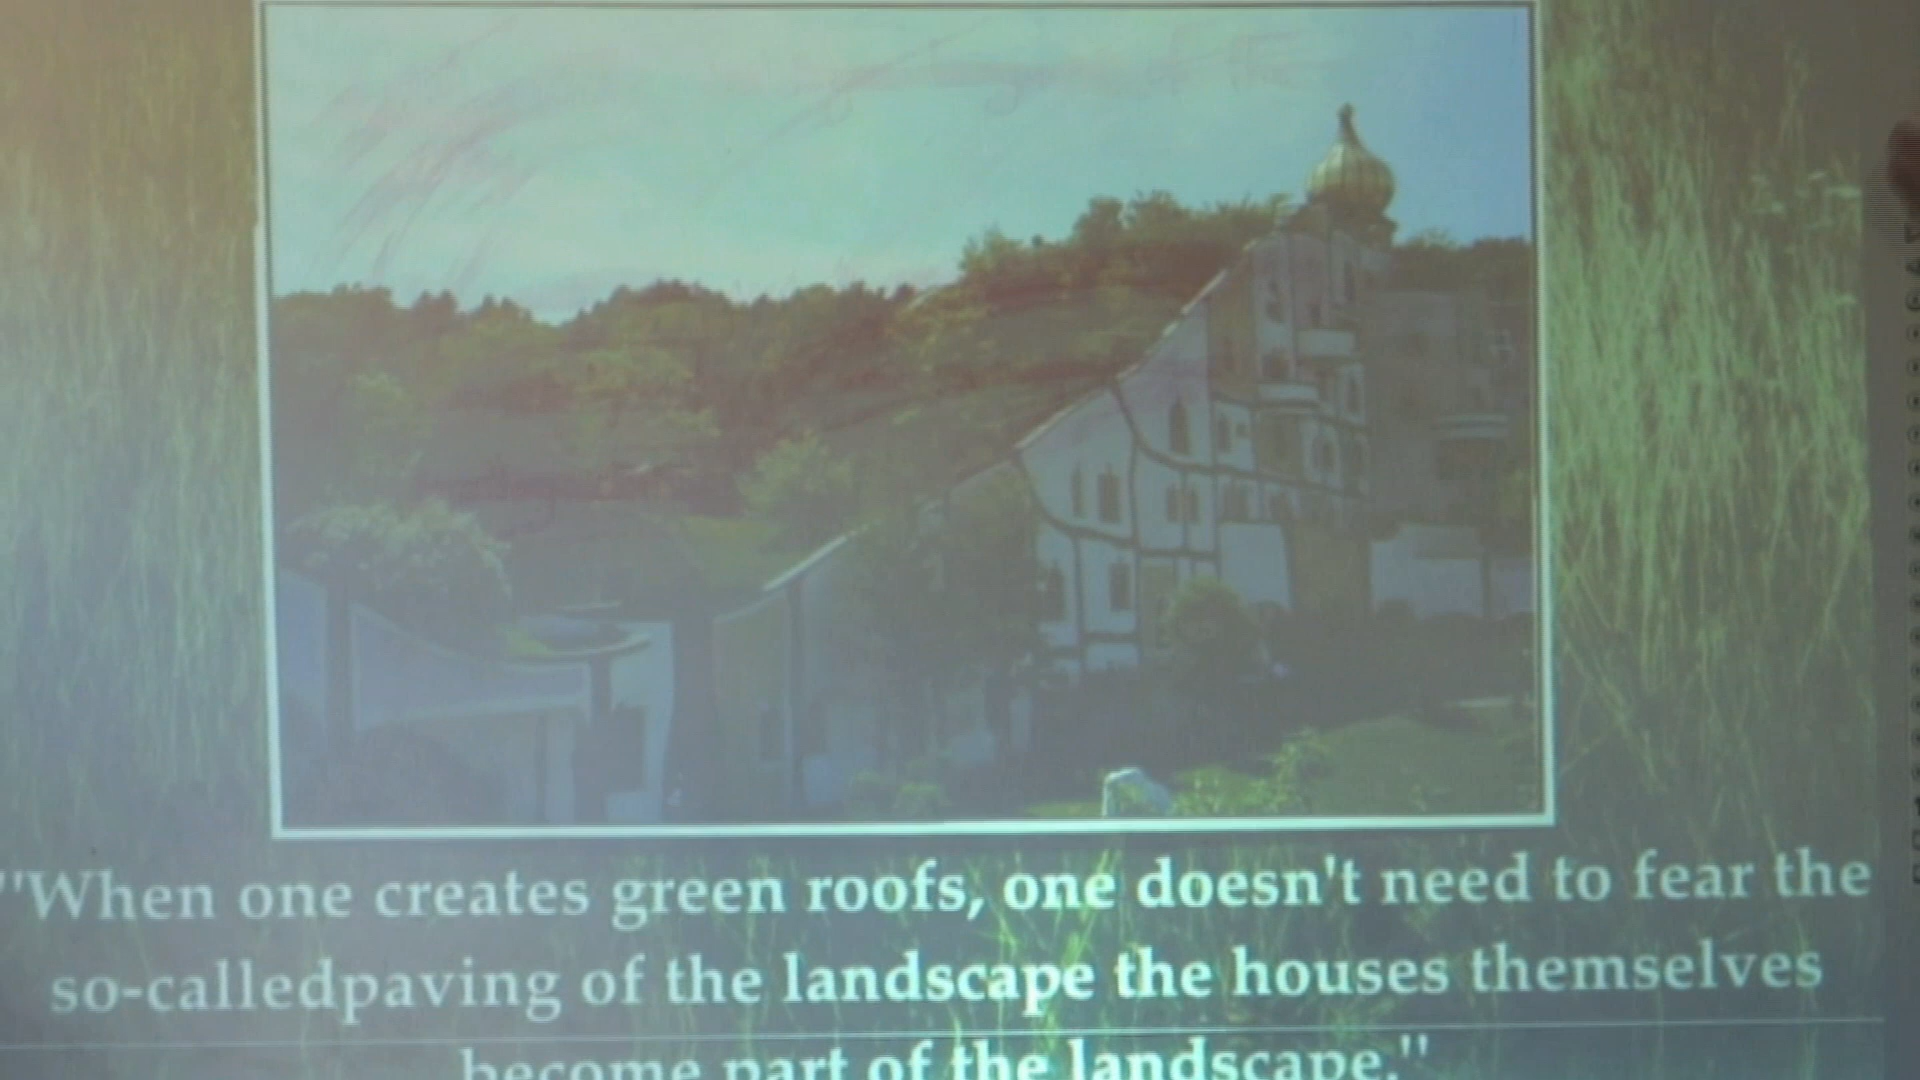 "When one creates green roofs, one doesn't need to fear the
so-calledpaving of the landscape the houses themselves
become part of the landscape."